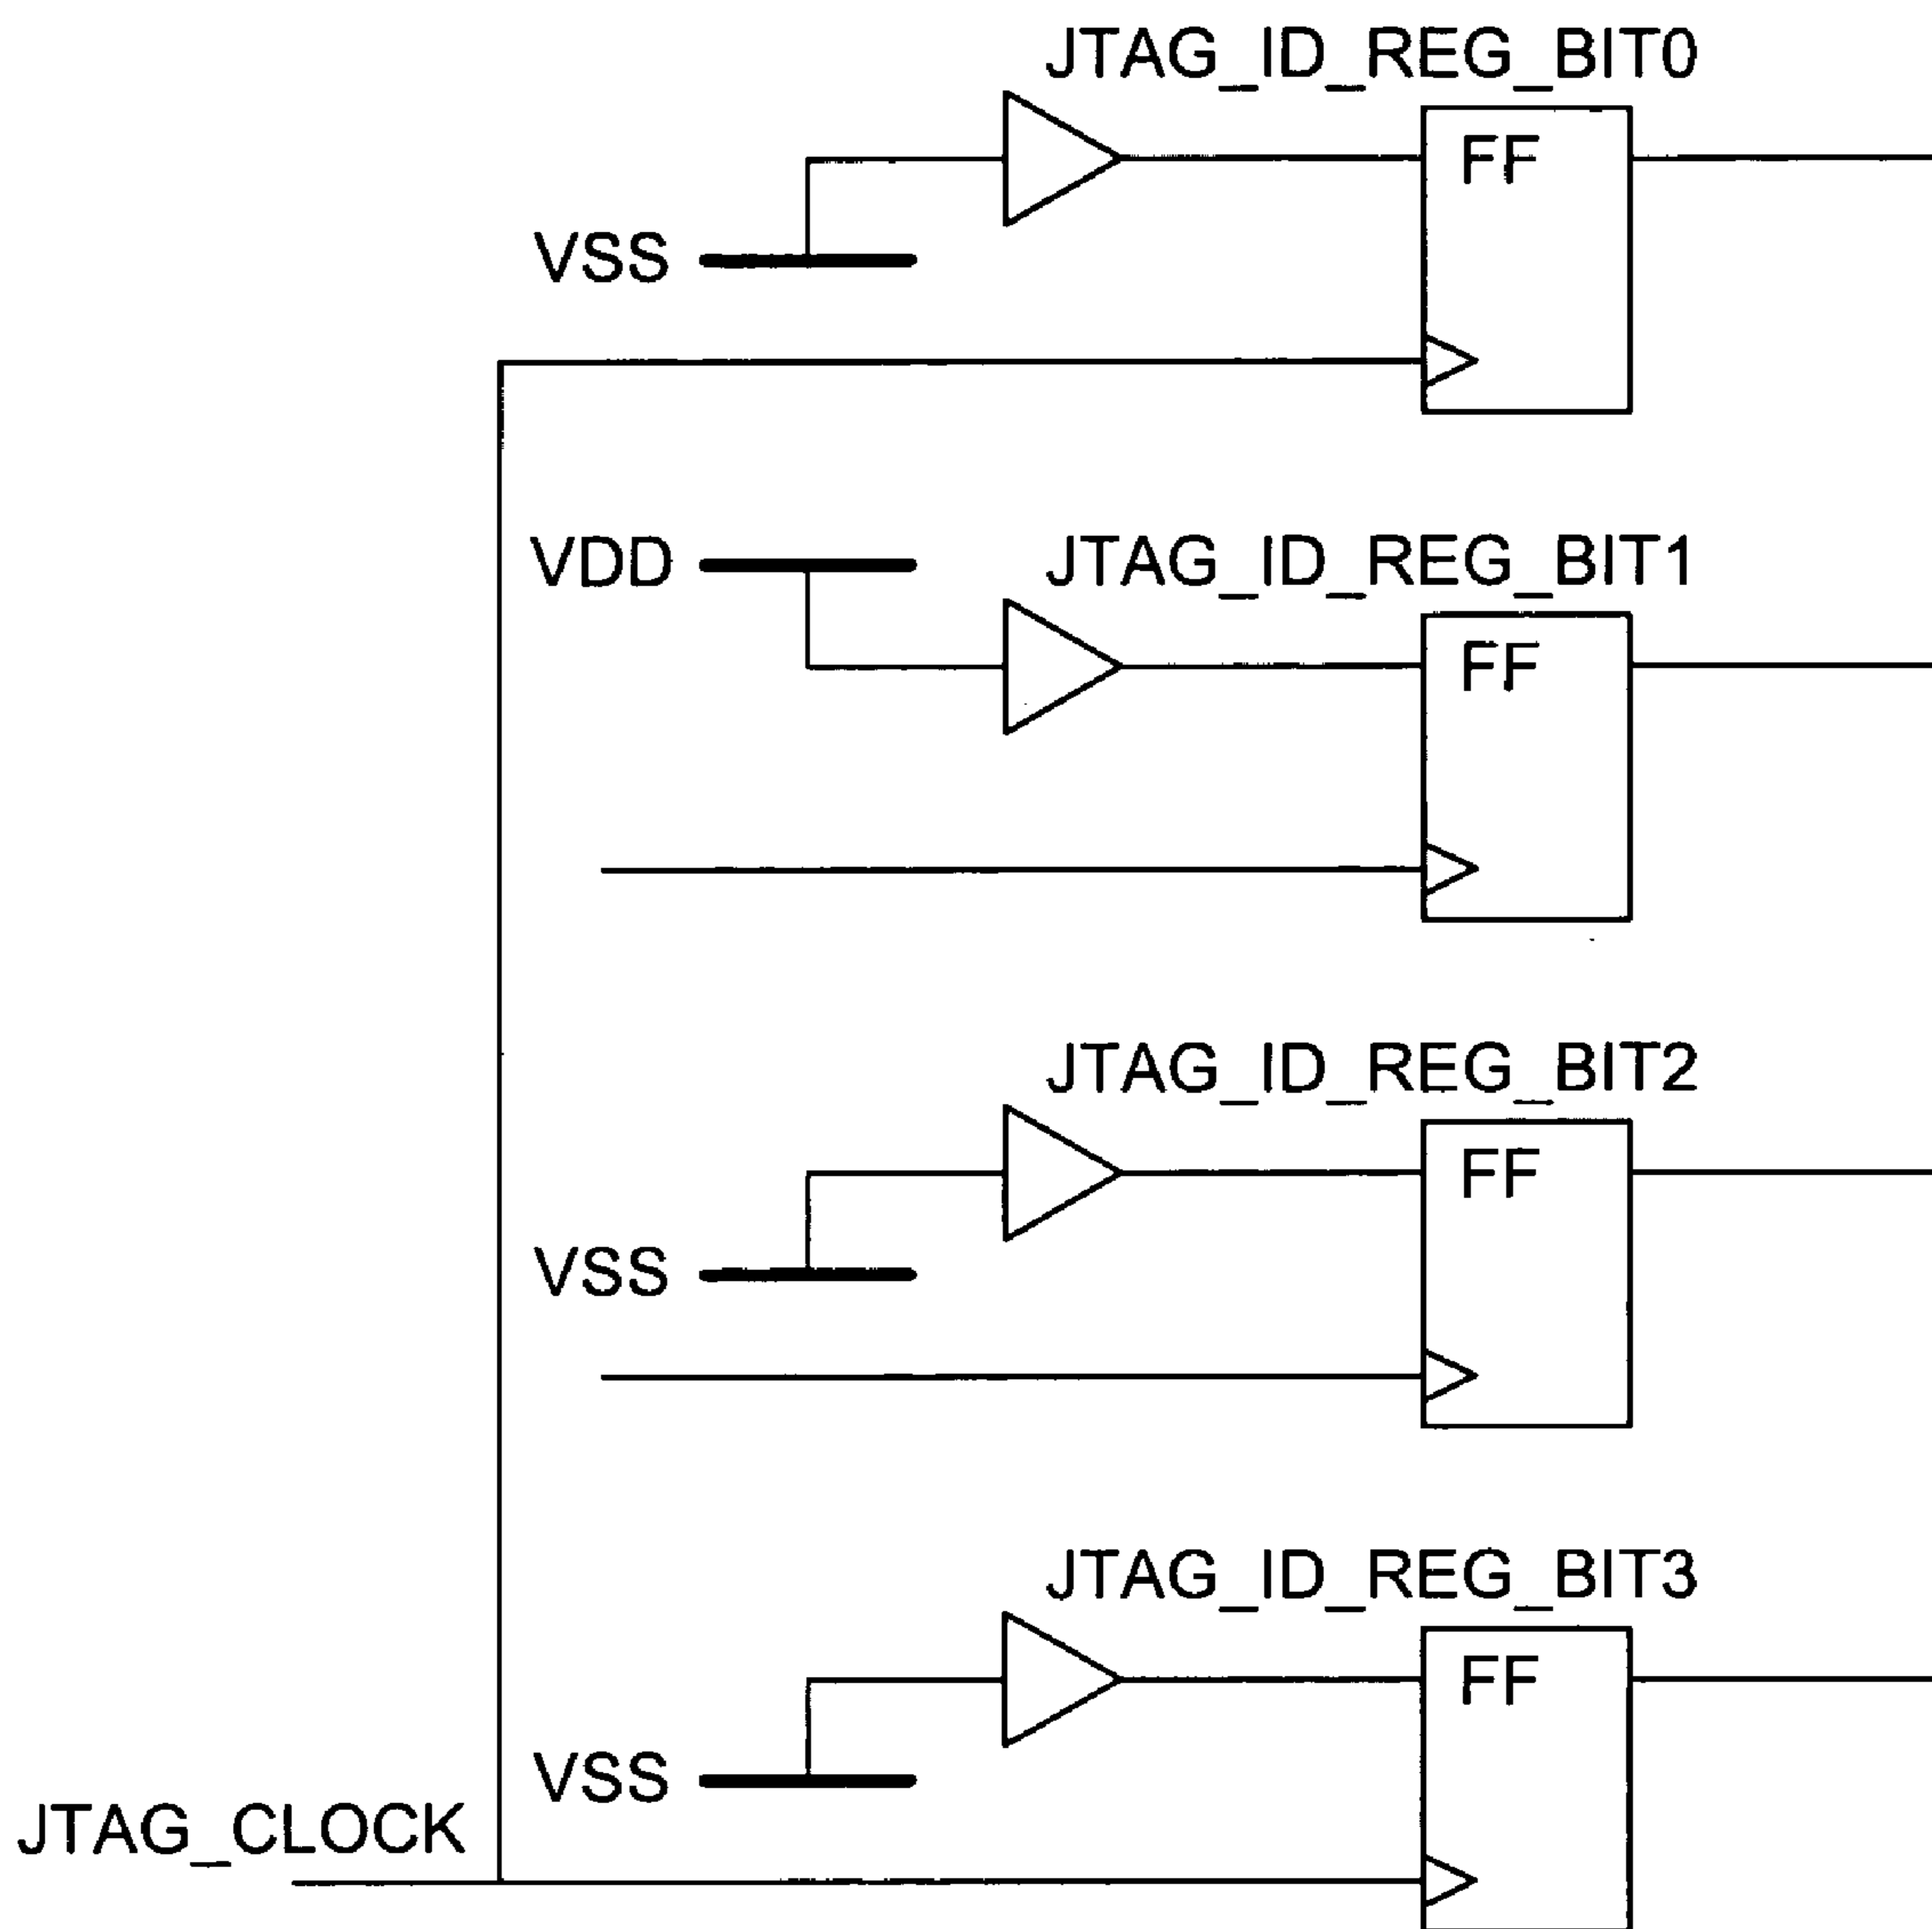 JTAG_ID_REG_BIT0
FF
VSS
VDD
JTAG_ID_REG_BIT1
FF
JTAG_ID_REG_BIT2
FF
VSS
JTAG_ID_REG_BIT3
FF
VSS
JTAG_CLOCK